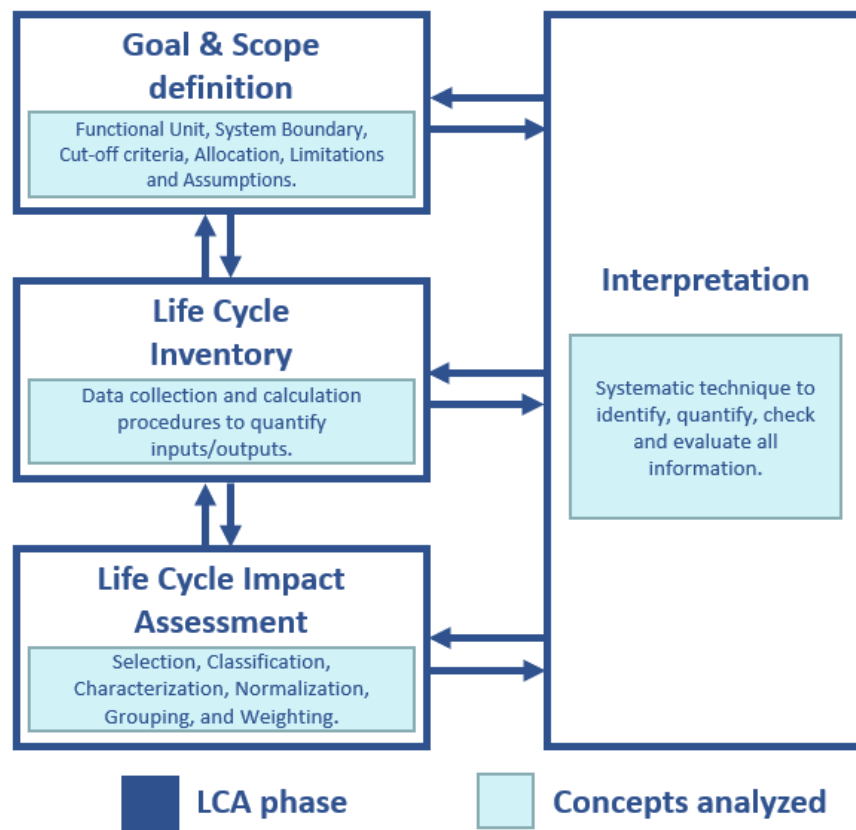 Goal & Scope
definition
Functional Unit, System Boundary,
Cut-off criteria, Allocation, Limitations
and Assumptions.
Life Cycle
Inventory
Data collection and calculation
procedures to quantify
inputs/outputs.
Life Cycle Impact
Assessment
Selection, Classification,
Characterization, Normalization,
Grouping, and Weighting.
Interpretation
Systematic technique to
identify, quantify, check
and evaluate all
information.
LCA phase
Concepts analyzed